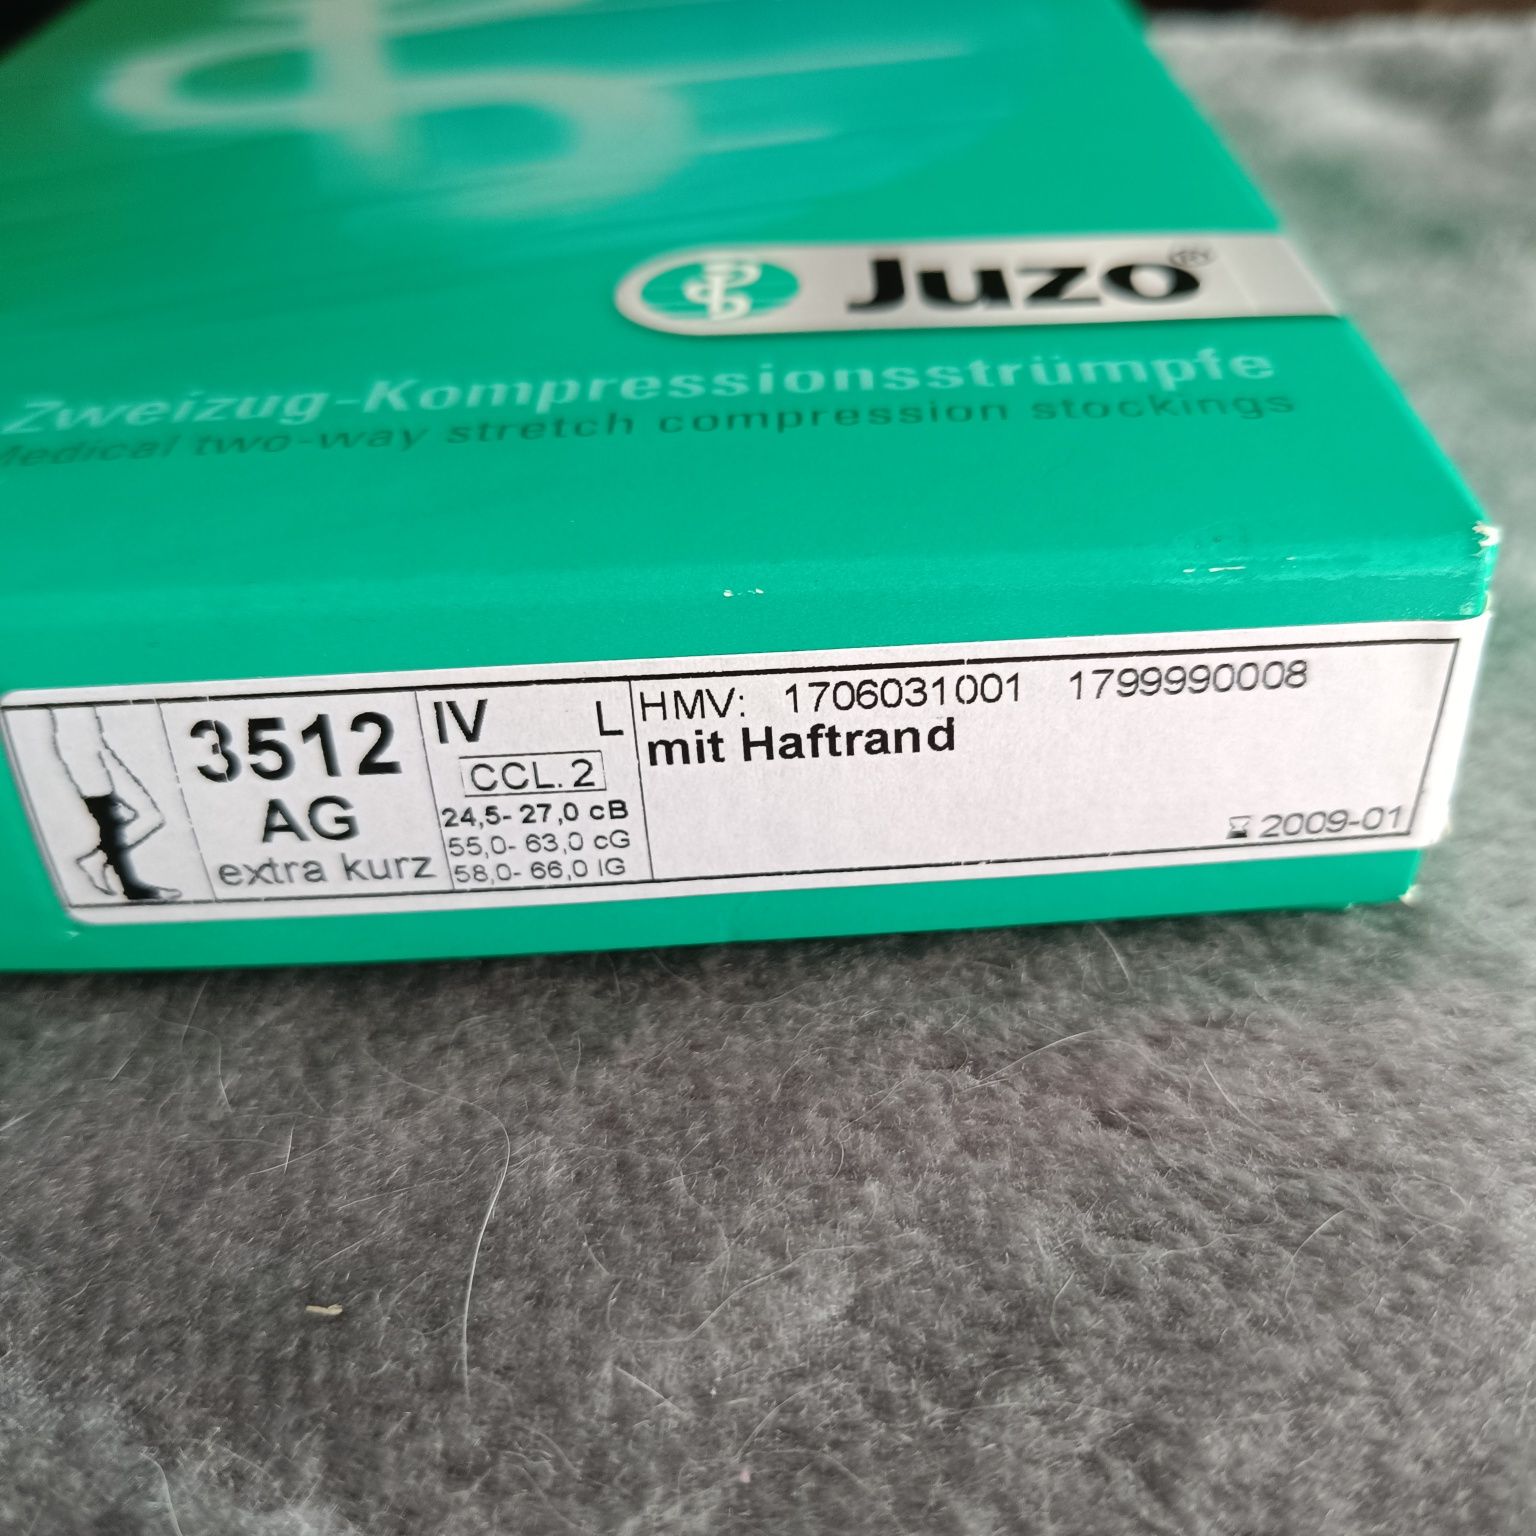 Juzo®
Zweizug-Kompressionsstrümpfe
Medical two-way stretch compression stockings
3512
AG
extra kurz
IV L
CCL. 2
24,5- 27,0 cB
55,0- 63,0 cG
58,0- 66,0 lG
HMV: 1706031001 1799990008
mit Haftrand
2009-01